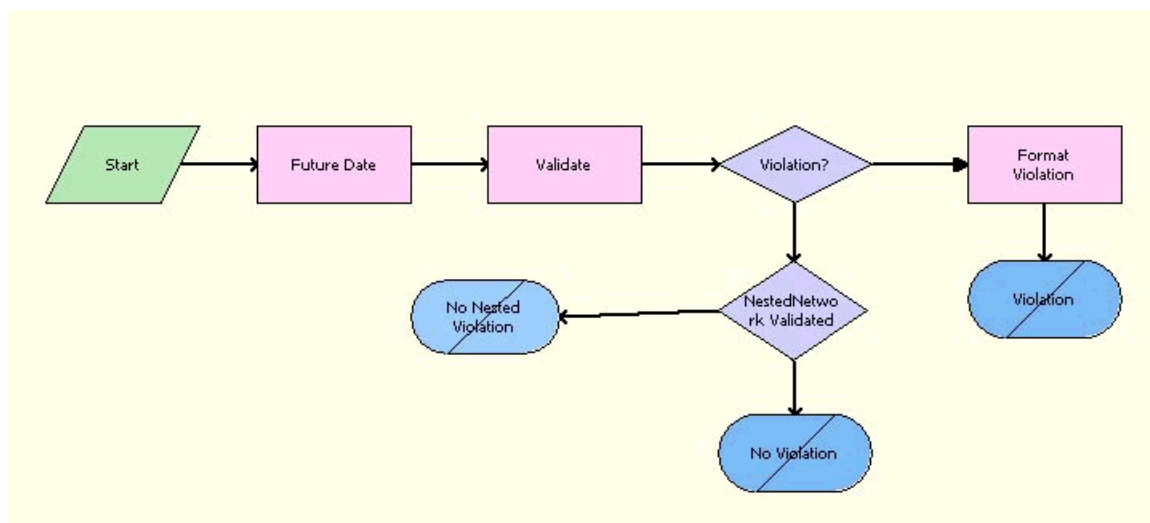 Start
Future Date
Validate
Violation?
Format
Violation
No Nested
Violation
NestedNetwo
rk Validated
Violation
No Violation